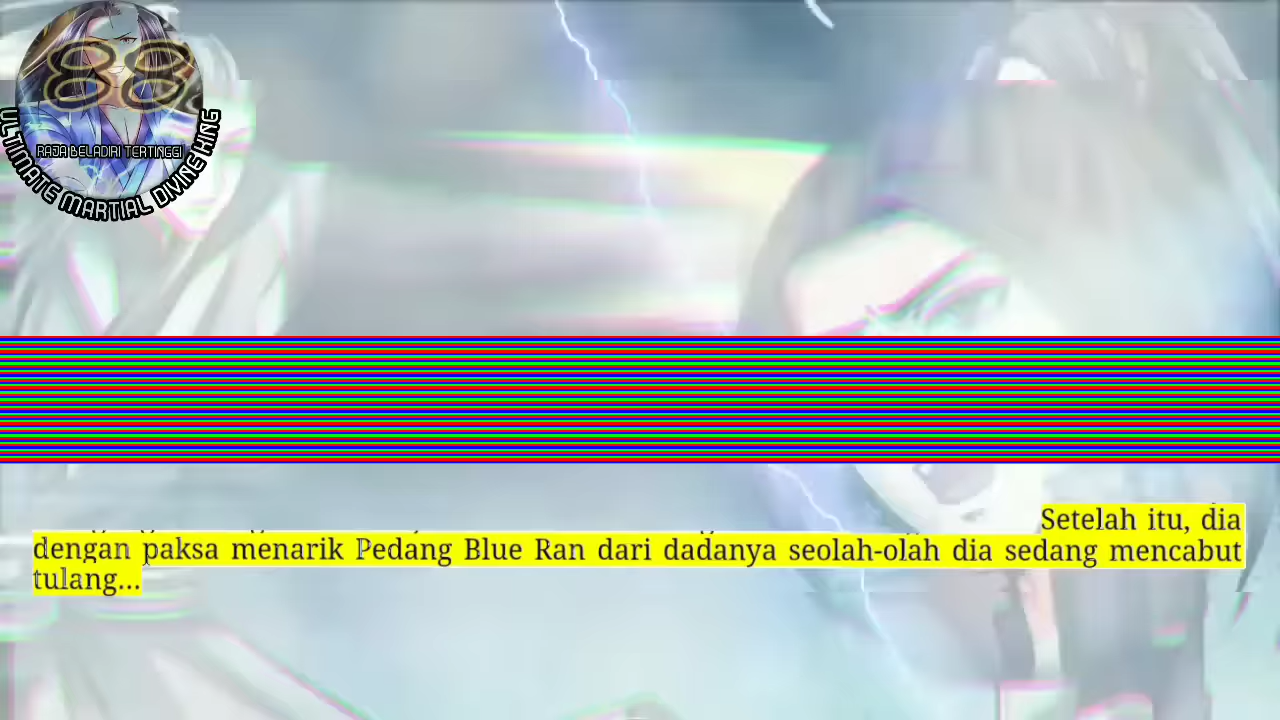 88
RAJA BELADIRI TERTINGGI
ULTIMATE MARTIAL DIVINE KING
Setelah itu, dia
dengan paksa menarik Pedang Blue Ran dari dadanya seolah-olah dia sedang mencabut
tulang...